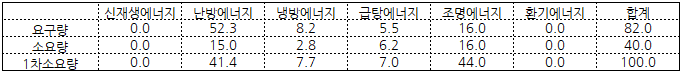 신재생에너지 난방에너지 냉방에너지 급탕에너지 조명에너지 환기에너지 합계
요구량 0.0 52.3 8.2 5.5 16.0 0.0 82.0
소요량 0.0 15.0 2.8 6.2 16.0 0.0 40.0
1차소요량 0.0 41.4 7.7 7.0 44.0 0.0 100.0